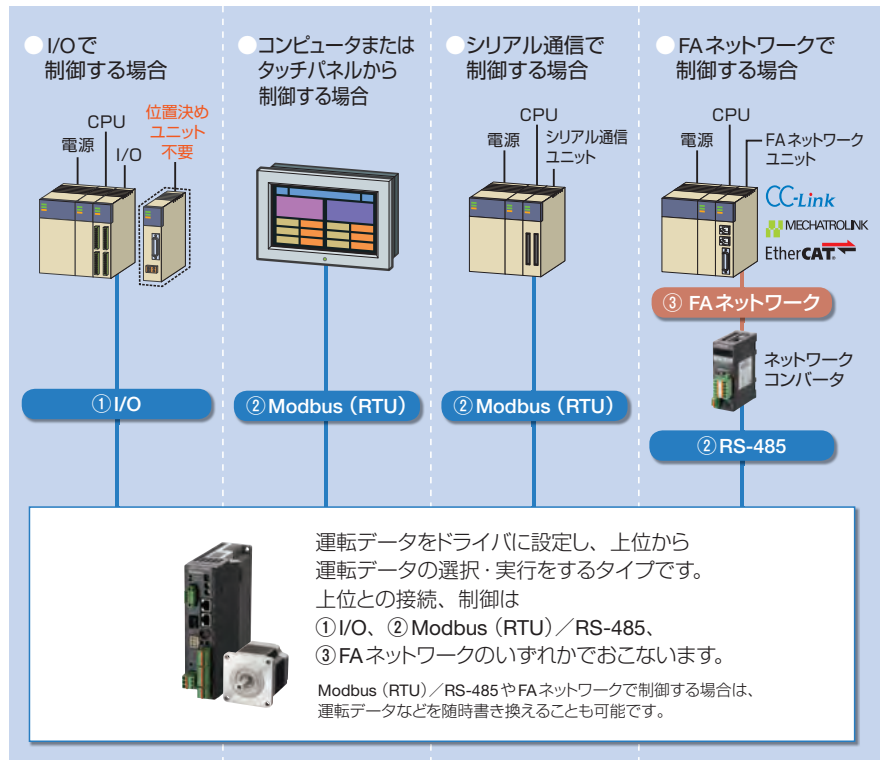 ●I/Oで
制御する場合
CPU
電源
I/O
位置決め
ユニット
不要
①I/O
●コンピュータまたは
タッチパネルから
制御する場合
②Modbus（RTU）
●シリアル通信で
制御する場合
CPU
電源
シリアル通信
ユニット
②Modbus（RTU）
●FAネットワークで
制御する場合
CPU
電源
FAネットワーク
ユニット
CC-Link
MECHATROLINK
EtherCAT®
③ FAネットワーク
ネットワーク
コンバータ
②RS-485
運転データをドライバに設定し、上位から
運転データの選択・実行をするタイプです。
上位との接続、制御は
①I/O、②Modbus（RTU）／RS-485、
③FAネットワークのいずれかでおこないます。
Modbus（RTU）／RS-485やFAネットワークで制御する場合は、
運転データなどを随時書き換えることも可能です。